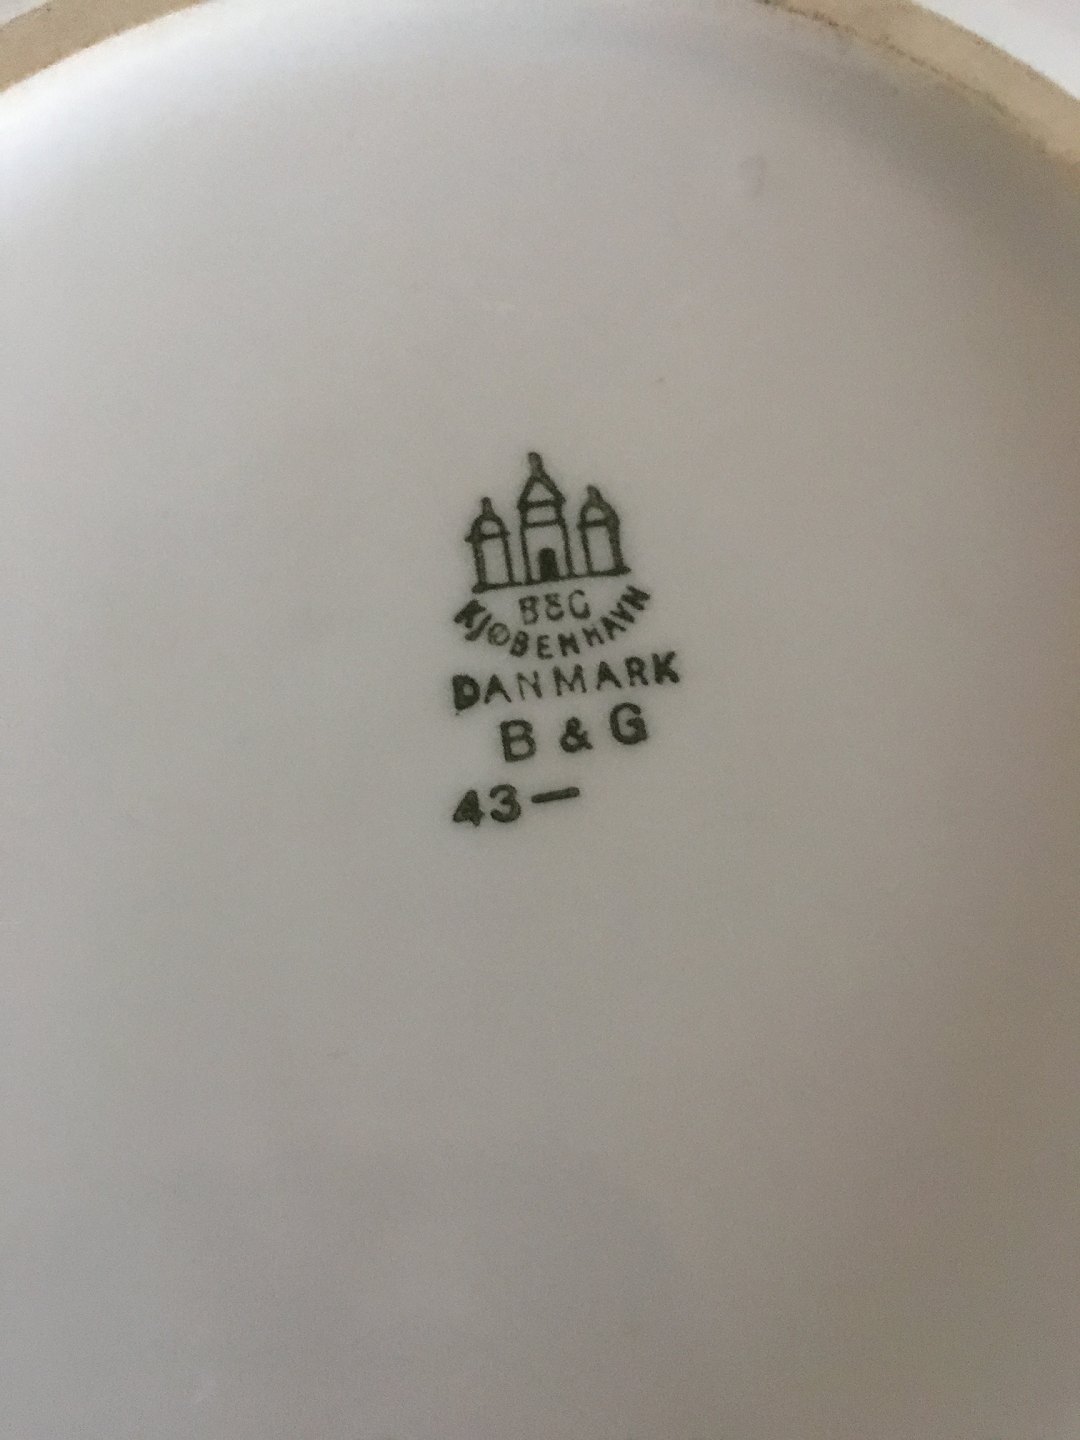 B&G
KJØBENHAVN
DANMARK
B & G
43—